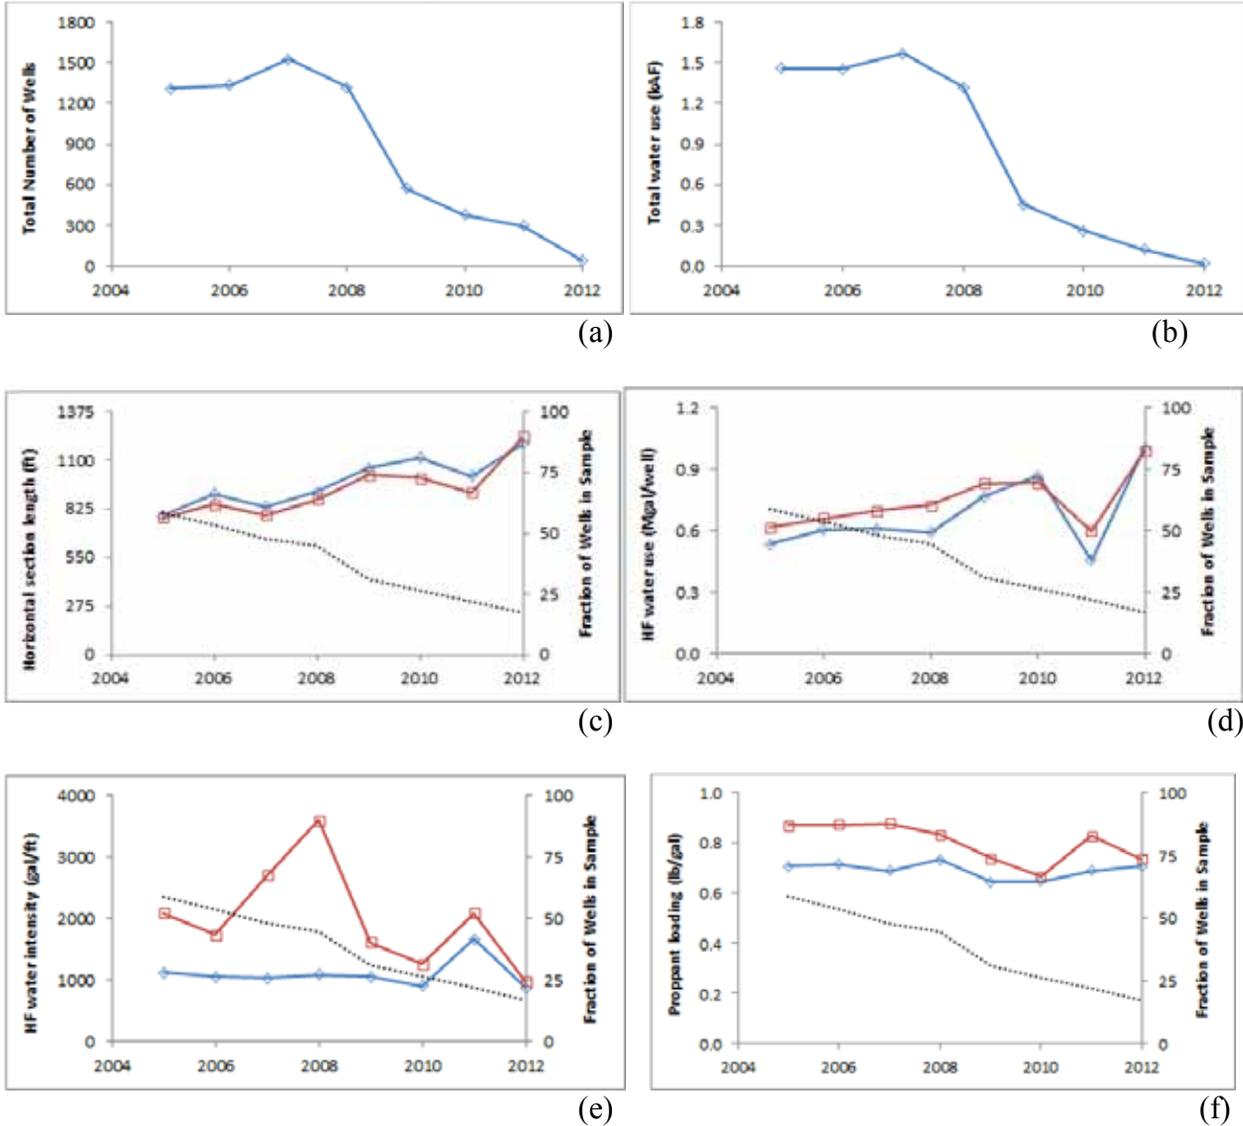 Total Number of Wells
1800
1500
1200
900
600
300
0
2004 2006 2008 2010 2012
(a)
Total water use (kAF)
1.8
1.5
1.2
0.9
0.6
0.3
0.0
2004 2006 2008 2010 2012
(b)
Horizontal section length (ft)
1375
1100
825
550
275
0
100
75
50
25
0
Fraction of Wells in Sample
2004 2006 2008 2010 2012
(c)
HF water use (Mgal/well)
1.2
0.9
0.6
0.3
0.0
100
75
50
25
0
Fraction of Wells in Sample
2004 2006 2008 2010 2012
(d)
HF water intensity (gal/ft)
4000
3000
2000
1000
0
100
75
50
25
0
Fraction of Wells in Sample
2004 2006 2008 2010 2012
(e)
Proppant loading (lb/gal)
1.0
0.8
0.6
0.4
0.2
0.0
100
75
50
25
0
Fraction of Wells in Sample
2004 2006 2008 2010 2012
(f)